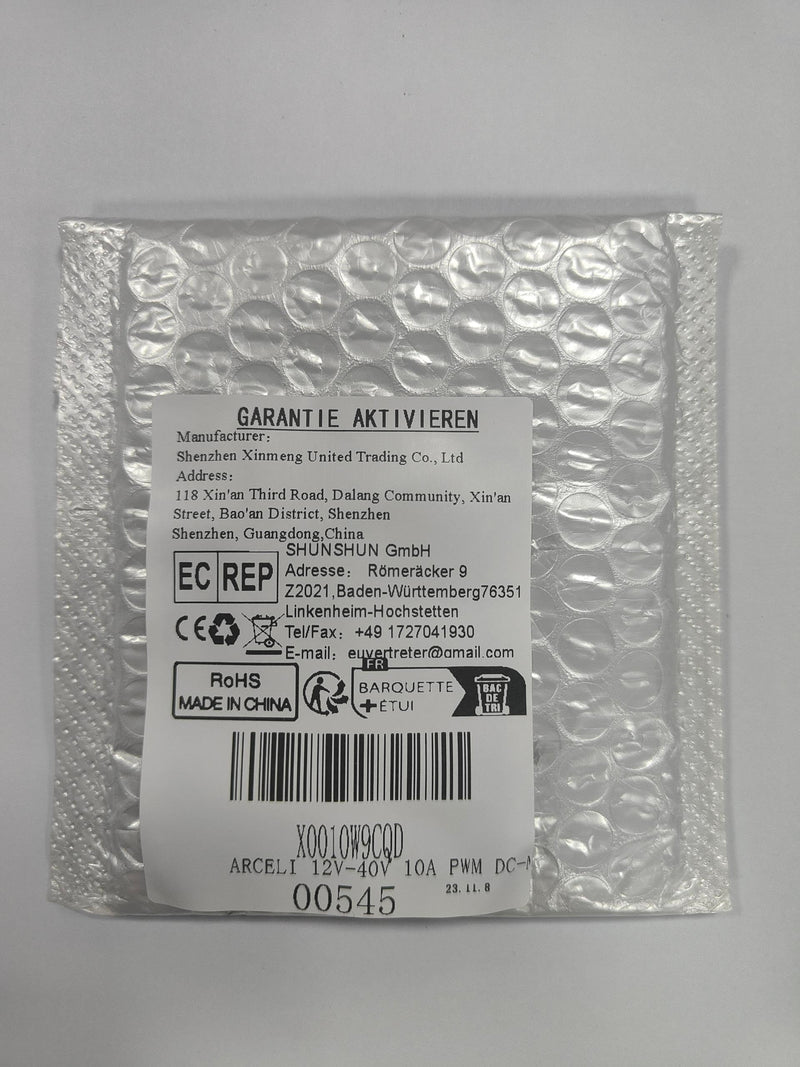 GARANTIE AKTIVIEREN
Manufacturer:
Shenzhen Xinmeng United Trading Co., Ltd
Address:
118 Xin'an Third Road, Dalang Community, Xin'an
Street, Bao'an District, Shenzhen
Shenzhen, Guangdong,China
EC REP
SHUNSHUN GmbH
Adresse: Römeräcker 9
Z2021,Baden-Württemberg76351
Linkenheim-Hochstetten
Tel/Fax: +49 1727041930
E-mail: euvertreter@gmail.com
CE
RoHS
MADE IN CHINA
FR
BARQUETTE
+ÉTUI
BAC
DE
TRI
X0010W9CQD
ARCELI 12V-40V 10A PWM DC-M
00545
23.11.8